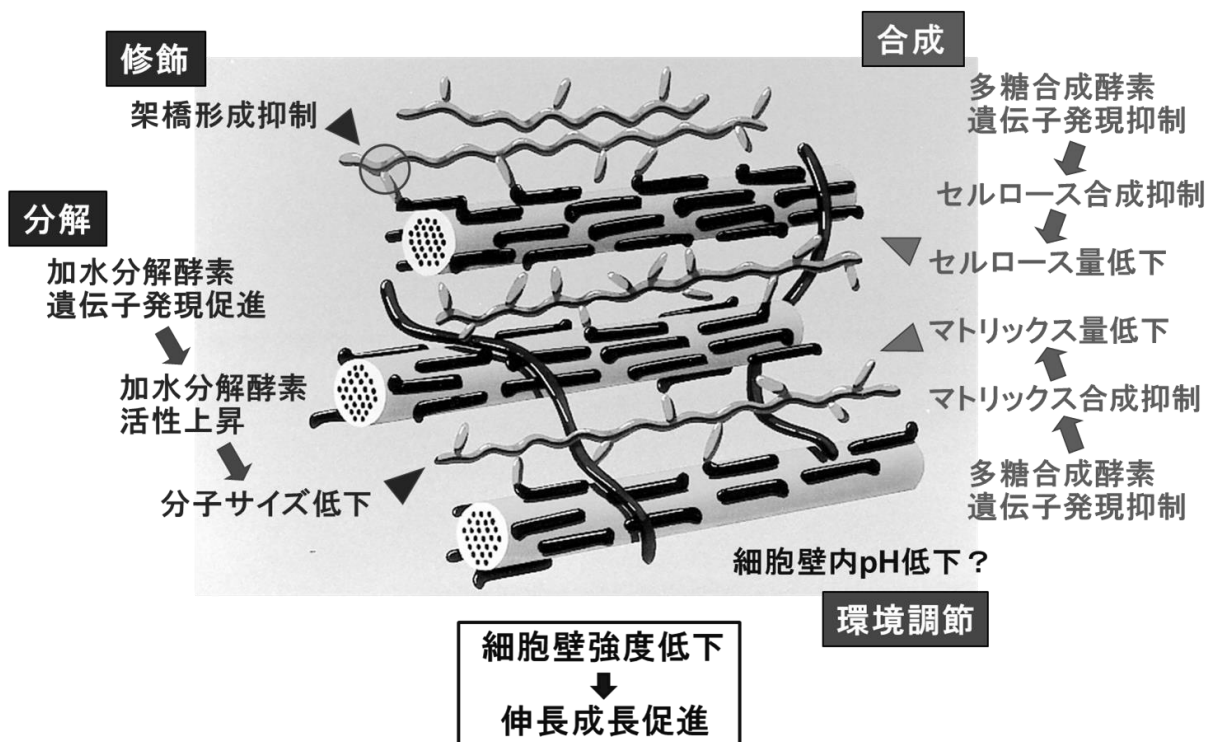 修飾
架橋形成抑制
分解
加水分解酵素
遺伝子発現促進
加水分解酵素
活性上昇
分子サイズ低下
合成
多糖合成酵素
遺伝子発現抑制
セルロース合成抑制
セルロース量低下
マトリックス量低下
マトリックス合成抑制
多糖合成酵素
遺伝子発現抑制
細胞壁内pH低下？
環境調節
細胞壁強度低下
伸長成長促進